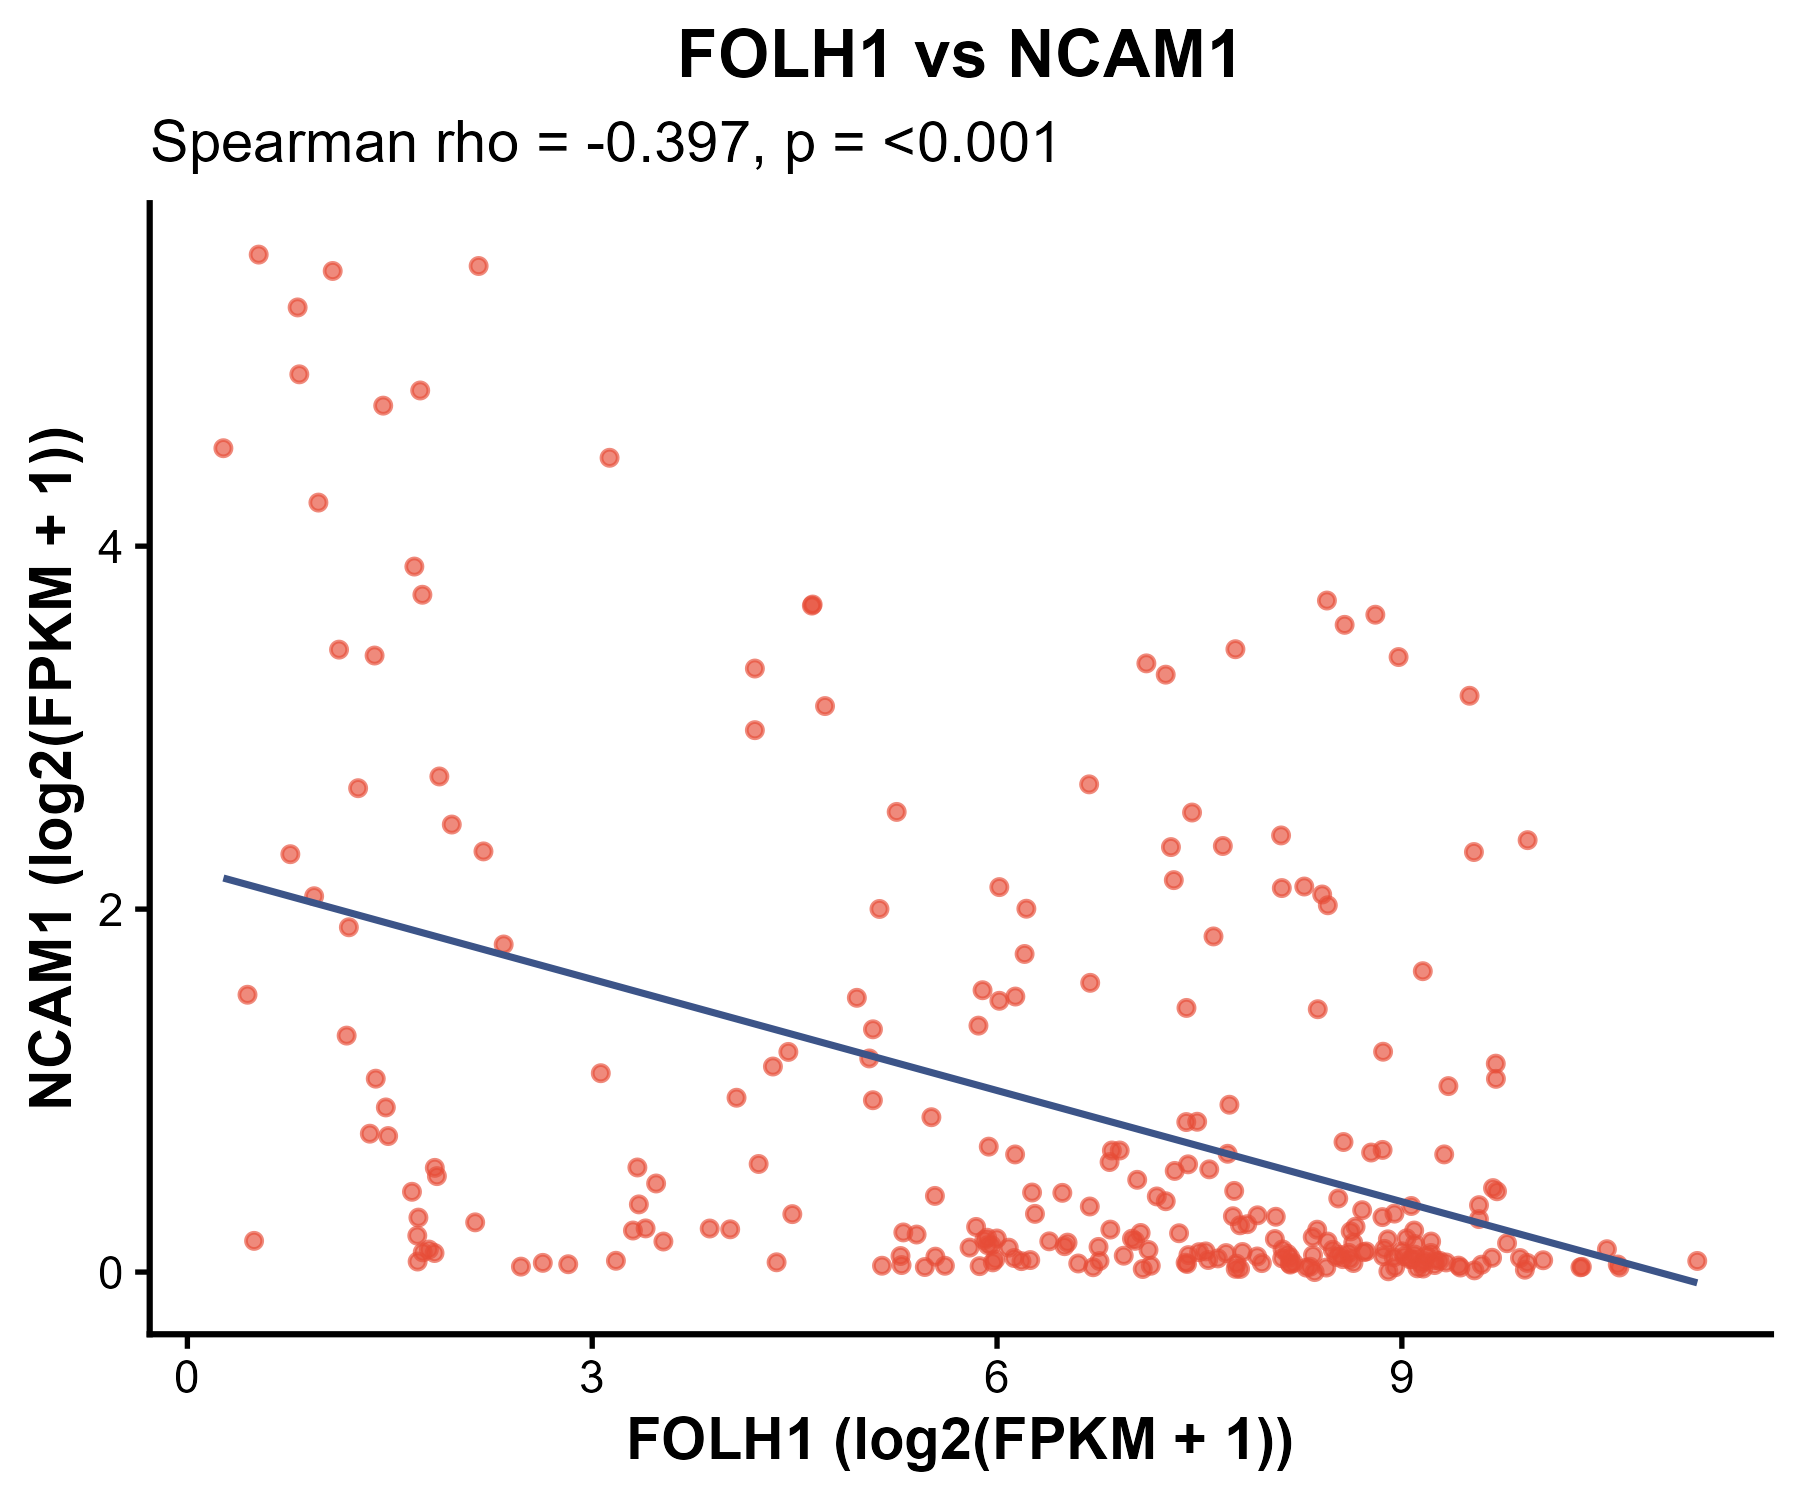 FOLH1 vs NCAM1
Spearman rho = -0.397, p = <0.001
NCAM1 (log2(FPKM + 1))
4
2
0
0 3 6 9
FOLH1 (log2(FPKM + 1))